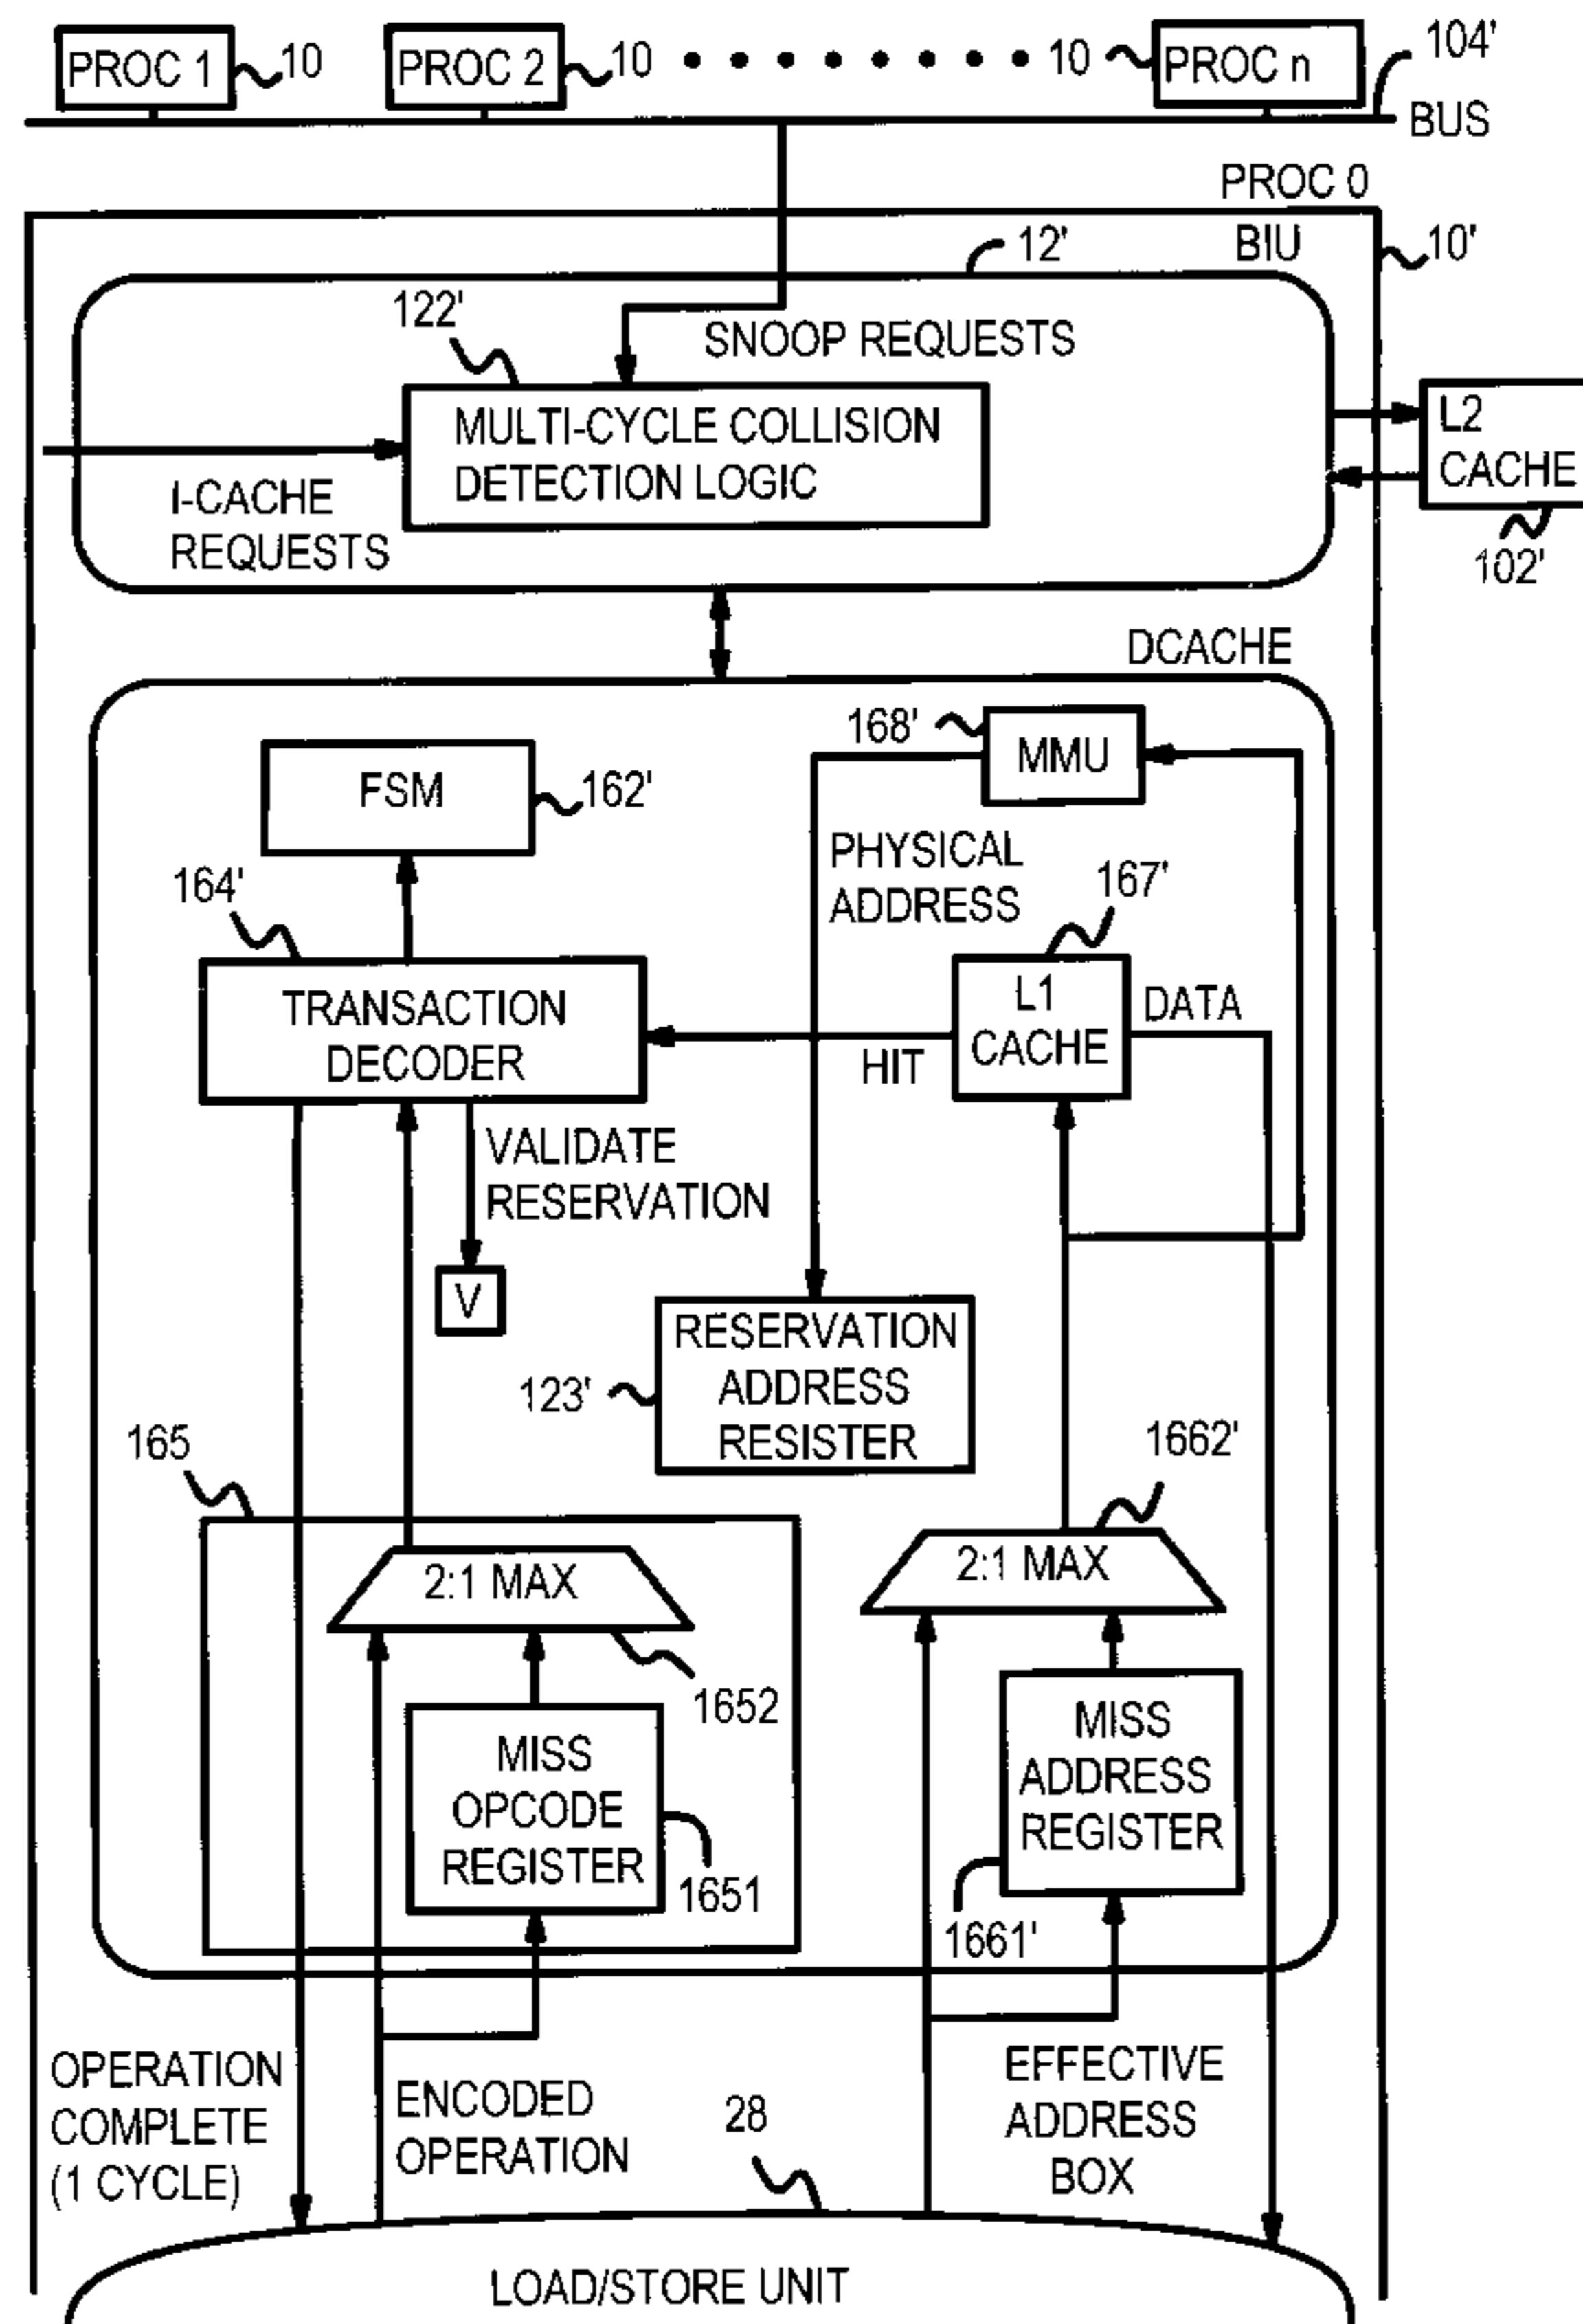 PROC 1
10
PROC 2
10
10
PROC n
104'
BUS
PROC 0
12'
BIU
10'
122'
SNOOP REQUESTS
MULTI-CYCLE COLLISION
DETECTION LOGIC
L2
CACHE
I-CACHE
REQUESTS
102'
DCACHE
168'
MMU
FSM
162'
PHYSICAL
ADDRESS
164'
167'
TRANSACTION
DECODER
L1
CACHE
DATA
HIT
VALIDATE
RESERVATION
V
RESERVATION
ADDRESS
RESISTER
123'
165
1662'
2:1 MAX
2:1 MAX
1652
MISS
OPCODE
REGISTER
1651
MISS
ADDRESS
REGISTER
1661'
OPERATION
COMPLETE
(1 CYCLE)
ENCODED
OPERATION
28
EFFECTIVE
ADDRESS
BOX
LOAD/STORE UNIT